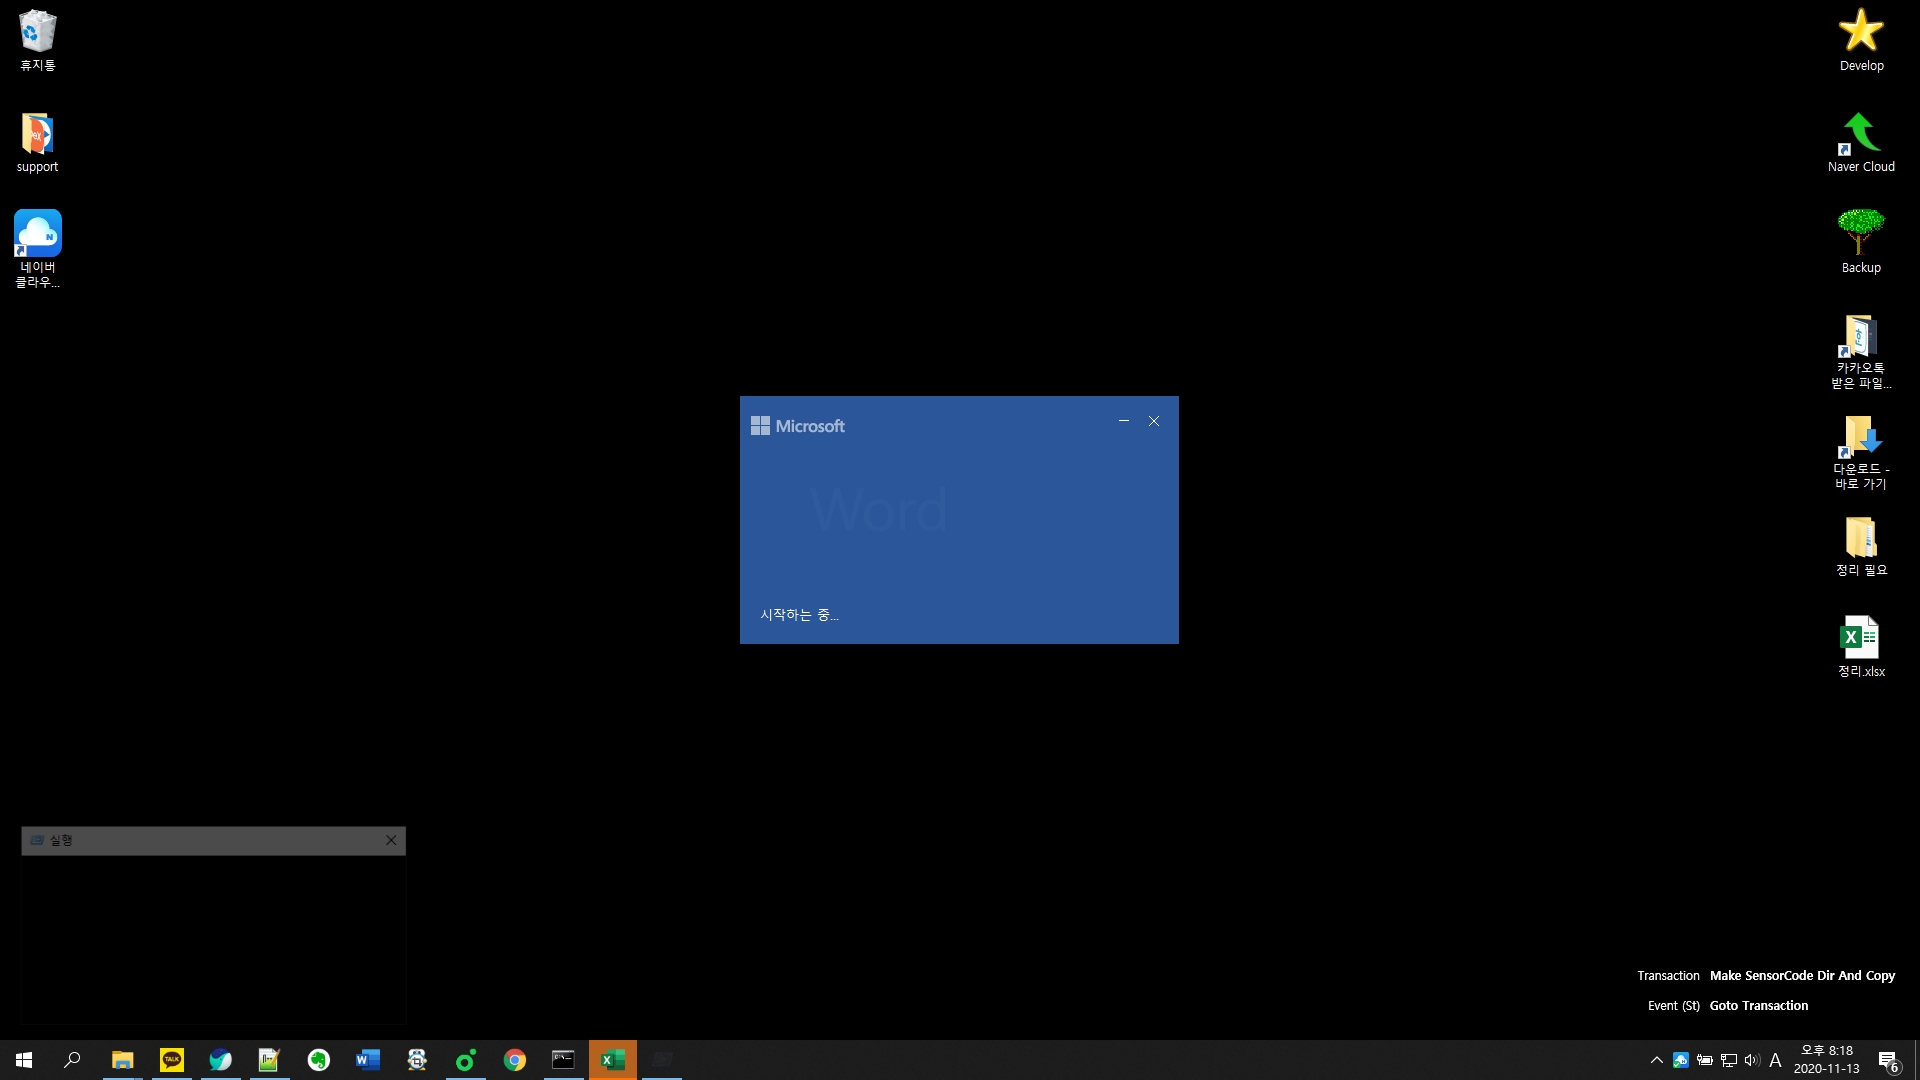 휴지통
support
네이버
클라우...
Develop
Naver Cloud
Backup
카카오톡
받은 파일...
다운로드 -
바로 가기
정리 필요
정리.xlsx
Microsoft
Word
시작하는 중...
실행
Transaction Make SensorCode Dir And Copy
Event (St) Goto Transaction
TALK
A
오후 8:18
2020-11-13
6